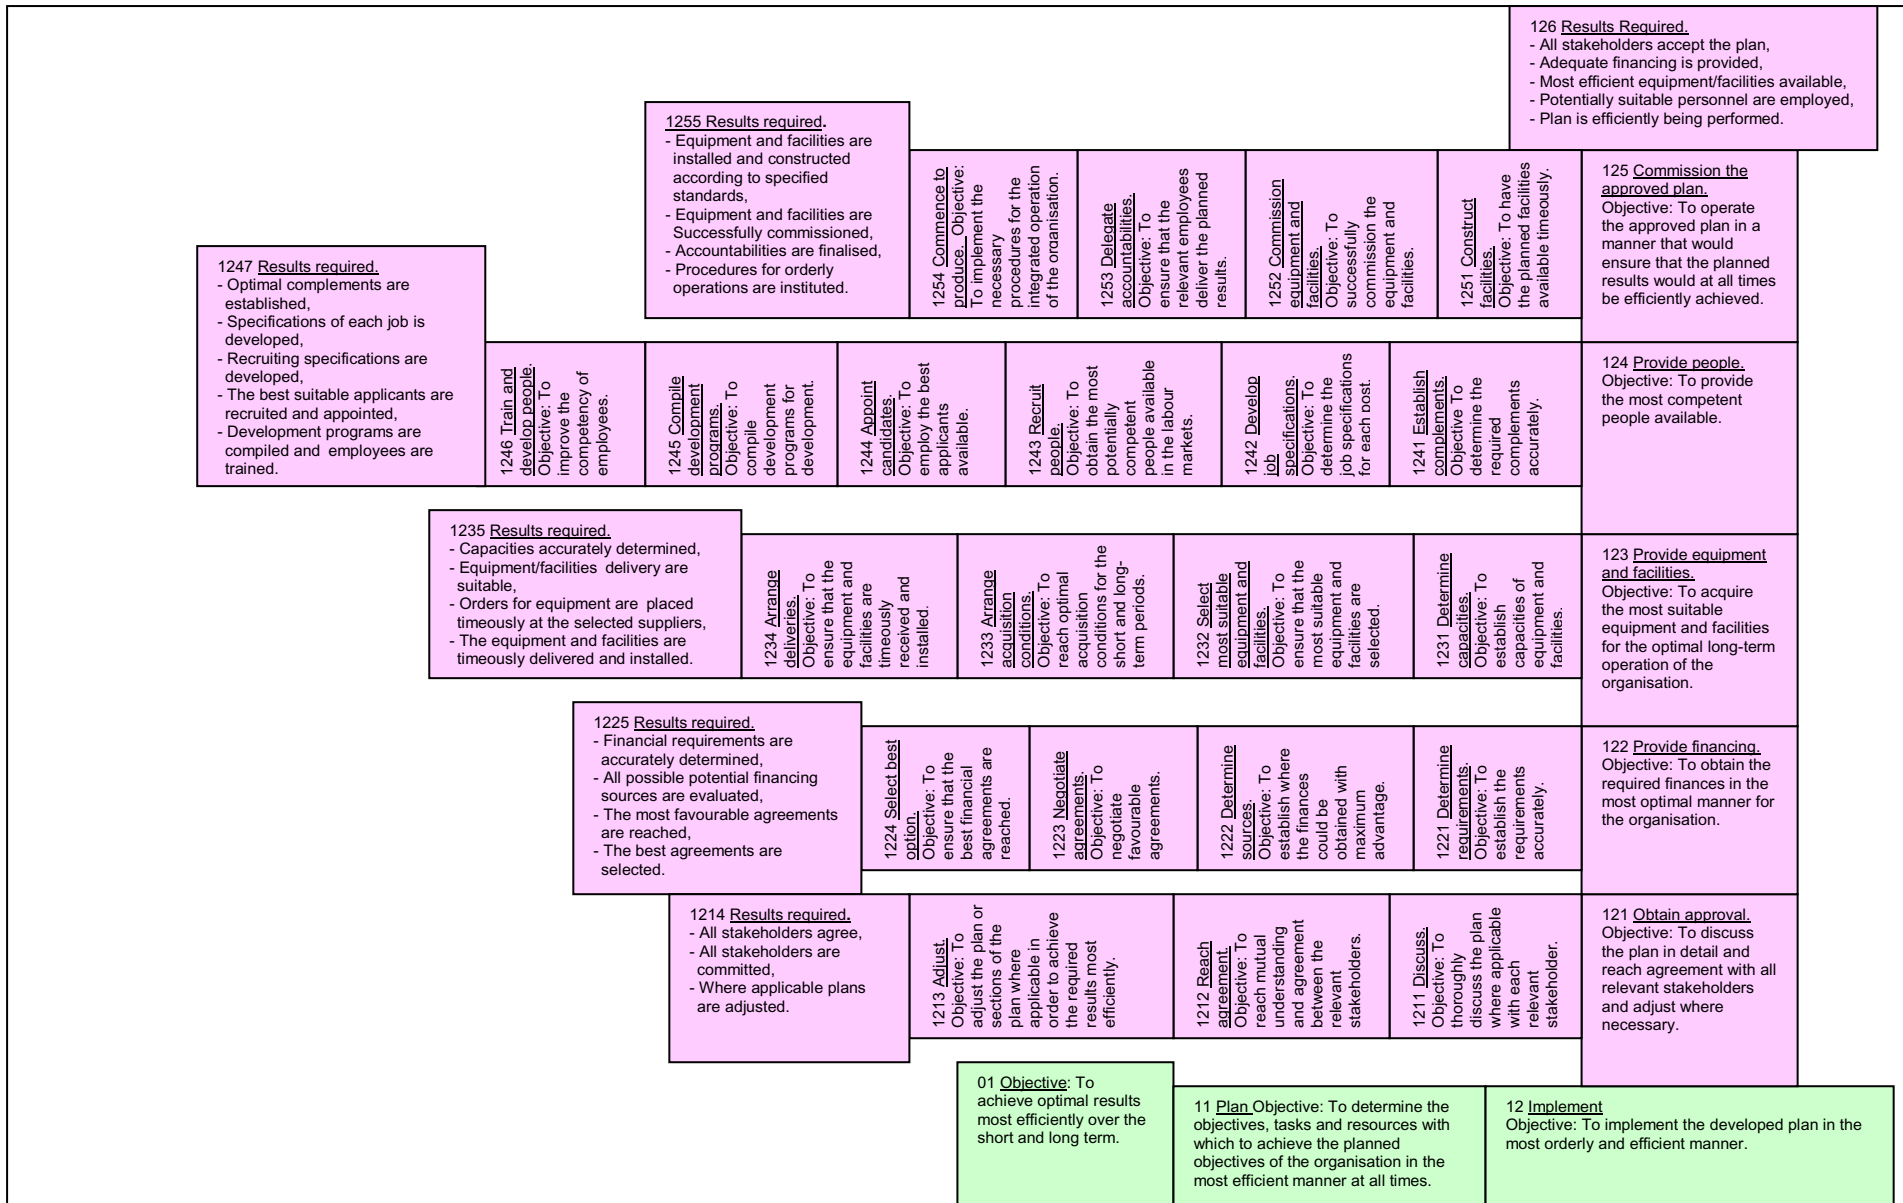 126 Results Required.
- All stakeholders accept the plan,
- Adequate financing is provided,
- Most efficient equipment/facilities available,
- Potentially suitable personnel are employed,
- Plan is efficiently being performed.
1255 Results required.
- Equipment and facilities are
installed and constructed
according to specified
standards,
- Equipment and facilities are
Successfully commissioned,
- Accountabilities are finalised,
- Procedures for orderly
operations are instituted.
1254 Commence to
produce. Objective:
To implement the
necessary
procedures for the
integrated operation
of the organisation.
1253 Delegate
accountabilities.
Objective: To
ensure that the
relevant employees
deliver the planned
results.
1252 Commission
equipment and
facilities.
Objective: To
successfully
commission the
equipment and
facilities.
1251 Construct
facilities.
Objective: To have
the planned facilities
available timeously.
125 Commission the
approved plan.
Objective: To operate
the approved plan in a
manner that would
ensure that the planned
results would at all times
be efficiently achieved.
1247 Results required.
- Optimal complements are
established,
- Specifications of each job is
developed,
- Recruiting specifications are
developed,
- The best suitable applicants are
recruited and appointed,
- Development programs are
compiled and employees are
trained.
1246 Train and
develop people.
Objective: To
improve the
competency of
employees.
1245 Compile
development
programs.
Objective: To
compile
development
programs for
development.
1244 Appoint
candidates.
Objective: To
employ the best
applicants
available.
1243 Recruit
people.
Objective: To
obtain the most
potentially
competent
people available
in the labour
markets.
1242 Develop
job
specifications.
Objective: To
determine the
job specifications
for each post.
1241 Establish
complements.
Objective To
determine the
required
complements
accurately.
124 Provide people.
Objective: To provide
the most competent
people available.
1235 Results required.
- Capacities accurately determined,
- Equipment/facilities delivery are
suitable,
- Orders for equipment are placed
timeously at the selected suppliers,
- The equipment and facilities are
timeously delivered and installed.
1234 Arrange
deliveries.
Objective: To
ensure that the
equipment and
facilities are
timeously
received and
installed.
1233 Arrange
acquisition
conditions.
Objective: To
reach optimal
acquisition
conditions for the
short and long-
term periods.
1232 Select
most suitable
equipment and
facilities.
Objective: To
ensure that the
most suitable
equipment and
facilities are
selected.
1231 Determine
capacities.
Objective: To
establish
capacities of
equipment and
facilities.
123 Provide equipment
and facilities.
Objective: To acquire
the most suitable
equipment and facilities
for the optimal long-term
operation of the
organisation.
1225 Results required.
- Financial requirements are
accurately determined,
- All possible potential financing
sources are evaluated,
- The most favourable agreements
are reached,
- The best agreements are
selected.
1224 Select best
option.
Objective: To
ensure that the
best financial
agreements are
reached.
1223 Negotiate
agreements.
Objective: To
negotiate
favourable
agreements.
1222 Determine
sources.
Objective: To
establish where
the finances
could be
obtained with
maximum
advantage.
1221 Determine
requirements.
Objective: To
establish the
requirements
accurately.
122 Provide financing.
Objective: To obtain the
required finances in the
most optimal manner for
the organisation.
1214 Results required.
- All stakeholders agree,
- All stakeholders are
committed,
- Where applicable plans
are adjusted.
1213 Adjust.
Objective: To
adjust the plan or
sections of the
plan where
applicable in
order to achieve
the required
results most
efficiently.
1212 Reach
agreement.
Objective: To
reach mutual
understanding
and agreement
between the
relevant
stakeholders.
1211 Discuss.
Objective: To
thoroughly
discuss the plan
where applicable
with each
relevant
stakeholder.
121 Obtain approval.
Objective: To discuss
the plan in detail and
reach agreement with all
relevant stakeholders
and adjust where
necessary.
01 Objective: To
achieve optimal results
most efficiently over the
short and long term.
11 Plan Objective: To determine the
objectives, tasks and resources with
which to achieve the planned
objectives of the organisation in the
most efficient manner at all times.
12 Implement
Objective: To implement the developed plan in the
most orderly and efficient manner.